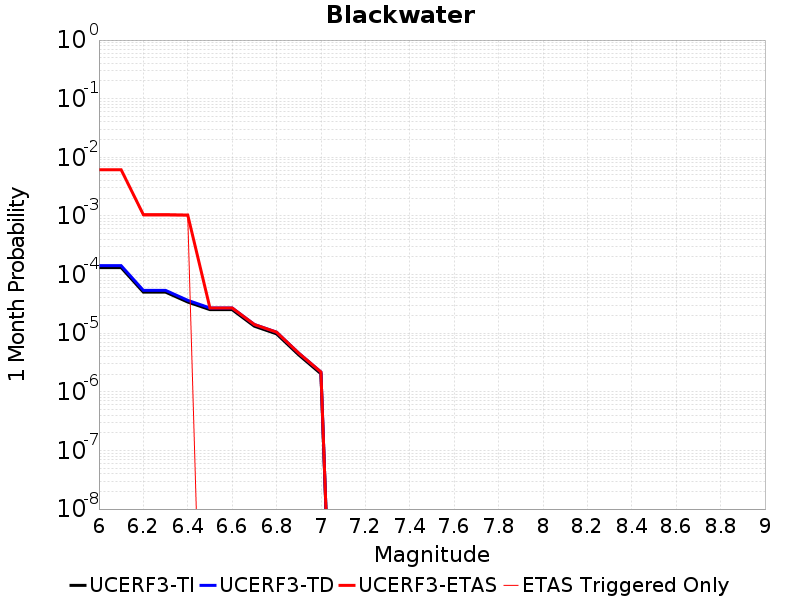 Blackwater
1 Month Probability
10^0
10^-1
10^-2
10^-3
10^-4
10^-5
10^-6
10^-7
10^-8
6 6.2 6.4 6.6 6.8 7 7.2 7.4 7.6 7.8 8 8.2 8.4 8.6 8.8 9
Magnitude
UCERF3-TI UCERF3-TD UCERF3-ETAS ETAS Triggered Only